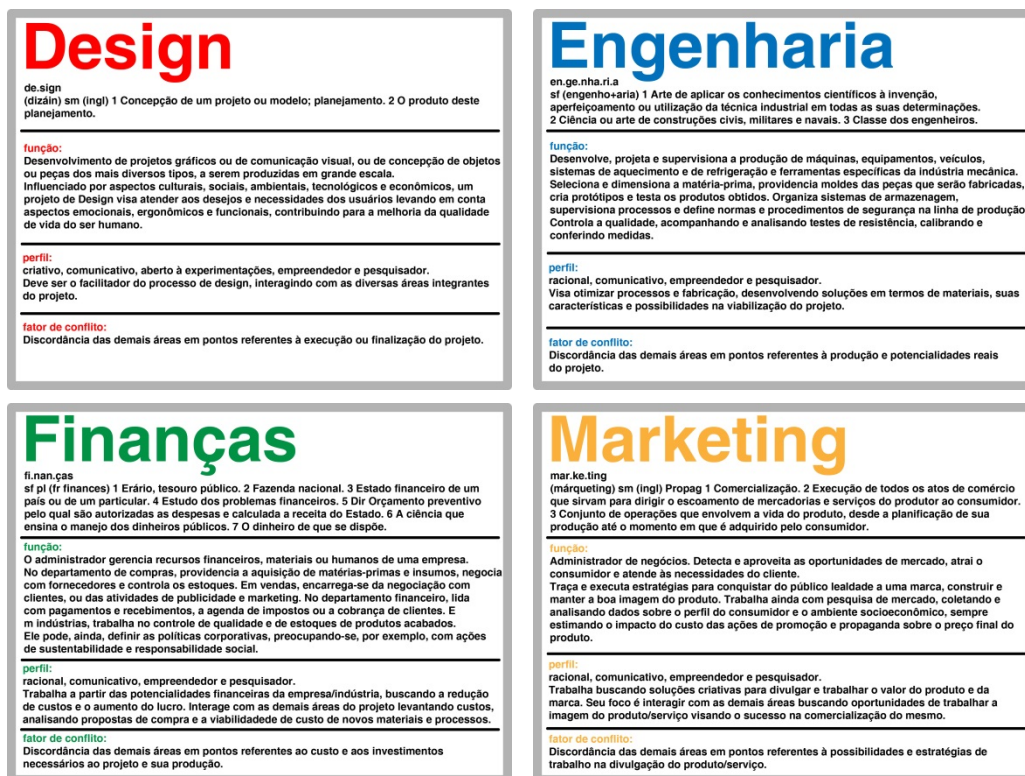 Design
de.sign
(dizáin) sm (ingl) 1 Concepção de um projeto ou modelo; planejamento. 2 O produto deste
planejamento.
função:
Desenvolvimento de projetos gráficos ou de comunicação visual, ou de concepção de objetos
ou peças dos mais diversos tipos, a serem produzidas em grande escala.
Influenciado por aspectos culturais, sociais, ambientais, tecnológicos e econômicos, um
projeto de Design visa atender aos desejos e necessidades dos usuários levando em conta
aspectos emocionais, ergonômicos e funcionais, contribuindo para a melhoria da qualidade
de vida do ser humano.
perfil:
criativo, comunicativo, aberto à experimentações, empreendedor e pesquisador.
Deve ser o facilitador do processo de design, interagindo com as diversas áreas integrantes
do projeto.
fator de conflito:
Discordância das demais áreas em pontos referentes à execução ou finalização do projeto.
Engenharia
en.ge.nha.ri.a
sf (engenho+aria) 1 Arte de aplicar os conhecimentos científicos à invenção,
aperfeiçoamento ou utilização da técnica industrial em todas as suas determinações.
2 Ciência ou arte de construções civis, militares e navais. 3 Classe dos engenheiros.
função:
Desenvolve, projeta e supervisiona a produção de máquinas, equipamentos, veículos,
sistemas de aquecimento e de refrigeração e ferramentas específicas da indústria mecânica.
Seleciona e dimensiona a matéria-prima, providencia moldes das peças que serão fabricadas,
cria protótipos e testa os produtos obtidos. Organiza sistemas de armazenagem,
supervisiona processos e define normas e procedimentos de segurança na linha de produção
Controla a qualidade, acompanhando e analisando testes de resistência, calibrando e
conferindo medidas.
perfil:
racional, comunicativo, empreendedor e pesquisador.
Visa otimizar processos e fabricação, desenvolvendo soluções em termos de materiais, suas
características e possibilidades na viabilização do projeto.
fator de conflito:
Discordância das demais áreas em pontos referentes à produção e potencialidades reais
do projeto.
Finanças
fi.nan.ças
sf pl (fr finances) 1 Erário, tesouro público. 2 Fazenda nacional. 3 Estado financeiro de um
país ou de um particular. 4 Estudo dos problemas financeiros. 5 Dir Orçamento preventivo
pelo qual são autorizadas as despesas e calculada a receita do Estado. 6 A ciência que
ensina o manejo dos dinheiros públicos. 7 O dinheiro de que se dispõe.
função:
O administrador gerencia recursos financeiros, materiais ou humanos de uma empresa.
No departamento de compras, providencia a aquisição de matérias-primas e insumos, negocia
com fornecedores e controla os estoques. Em vendas, encarrega-se da negociação com
clientes, ou das atividades de publicidade e marketing. No departamento financeiro, lida
com pagamentos e recebimentos, a agenda de impostos ou a cobrança de clientes. E
m indústrias, trabalha no controle de qualidade e de estoques de produtos acabados.
Ele pode, ainda, definir as políticas corporativas, preocupando-se, por exemplo, com ações
de sustentabilidade e responsabilidade social.
perfil:
racional, comunicativo, empreendedor e pesquisador.
Trabalha a partir das potencialidades financeiras da empresa/indústria, buscando a redução
de custos e o aumento do lucro. Interage com as demais áreas do projeto levantando custos,
analisando propostas de compra e a viabilidadede de custo de novos materiais e processos.
fator de conflito:
Discordância das demais áreas em pontos referentes ao custo e aos investimentos
necessários ao projeto e sua produção.
Marketing
mar.ke.ting
(márqueting) sm (ingl) Propag 1 Comercialização. 2 Execução de todos os atos de comércio
que sirvam para dirigir o escoamento de mercadorias e serviços do produtor ao consumidor.
3 Conjunto de operações que envolvem a vida do produto, desde a planificação de sua
produção até o momento em que é adquirido pelo consumidor.
função:
Administrador de negócios. Detecta e aproveita as oportunidades de mercado, atrai o
consumidor e atende às necessidades do cliente.
Traça e executa estratégias para conquistar do público lealdade a uma marca, construir e
manter a boa imagem do produto. Trabalha ainda com pesquisa de mercado, coletando e
analisando dados sobre o perfil do consumidor e o ambiente socioeconômico, sempre
estimando o impacto do custo das ações de promoção e propaganda sobre o preço final do
produto.
perfil:
racional, comunicativo, empreendedor e pesquisador.
Trabalha buscando soluções criativas para divulgar e trabalhar o valor do produto e da
marca. Seu foco é interagir com as demais áreas buscando oportunidades de trabalhar a
imagem do produto/serviço visando o sucesso na comercialização do mesmo.
fator de conflito:
Discordância das demais áreas em pontos referentes à possibilidades e estratégias de
trabalho na divulgação do produto/serviço.